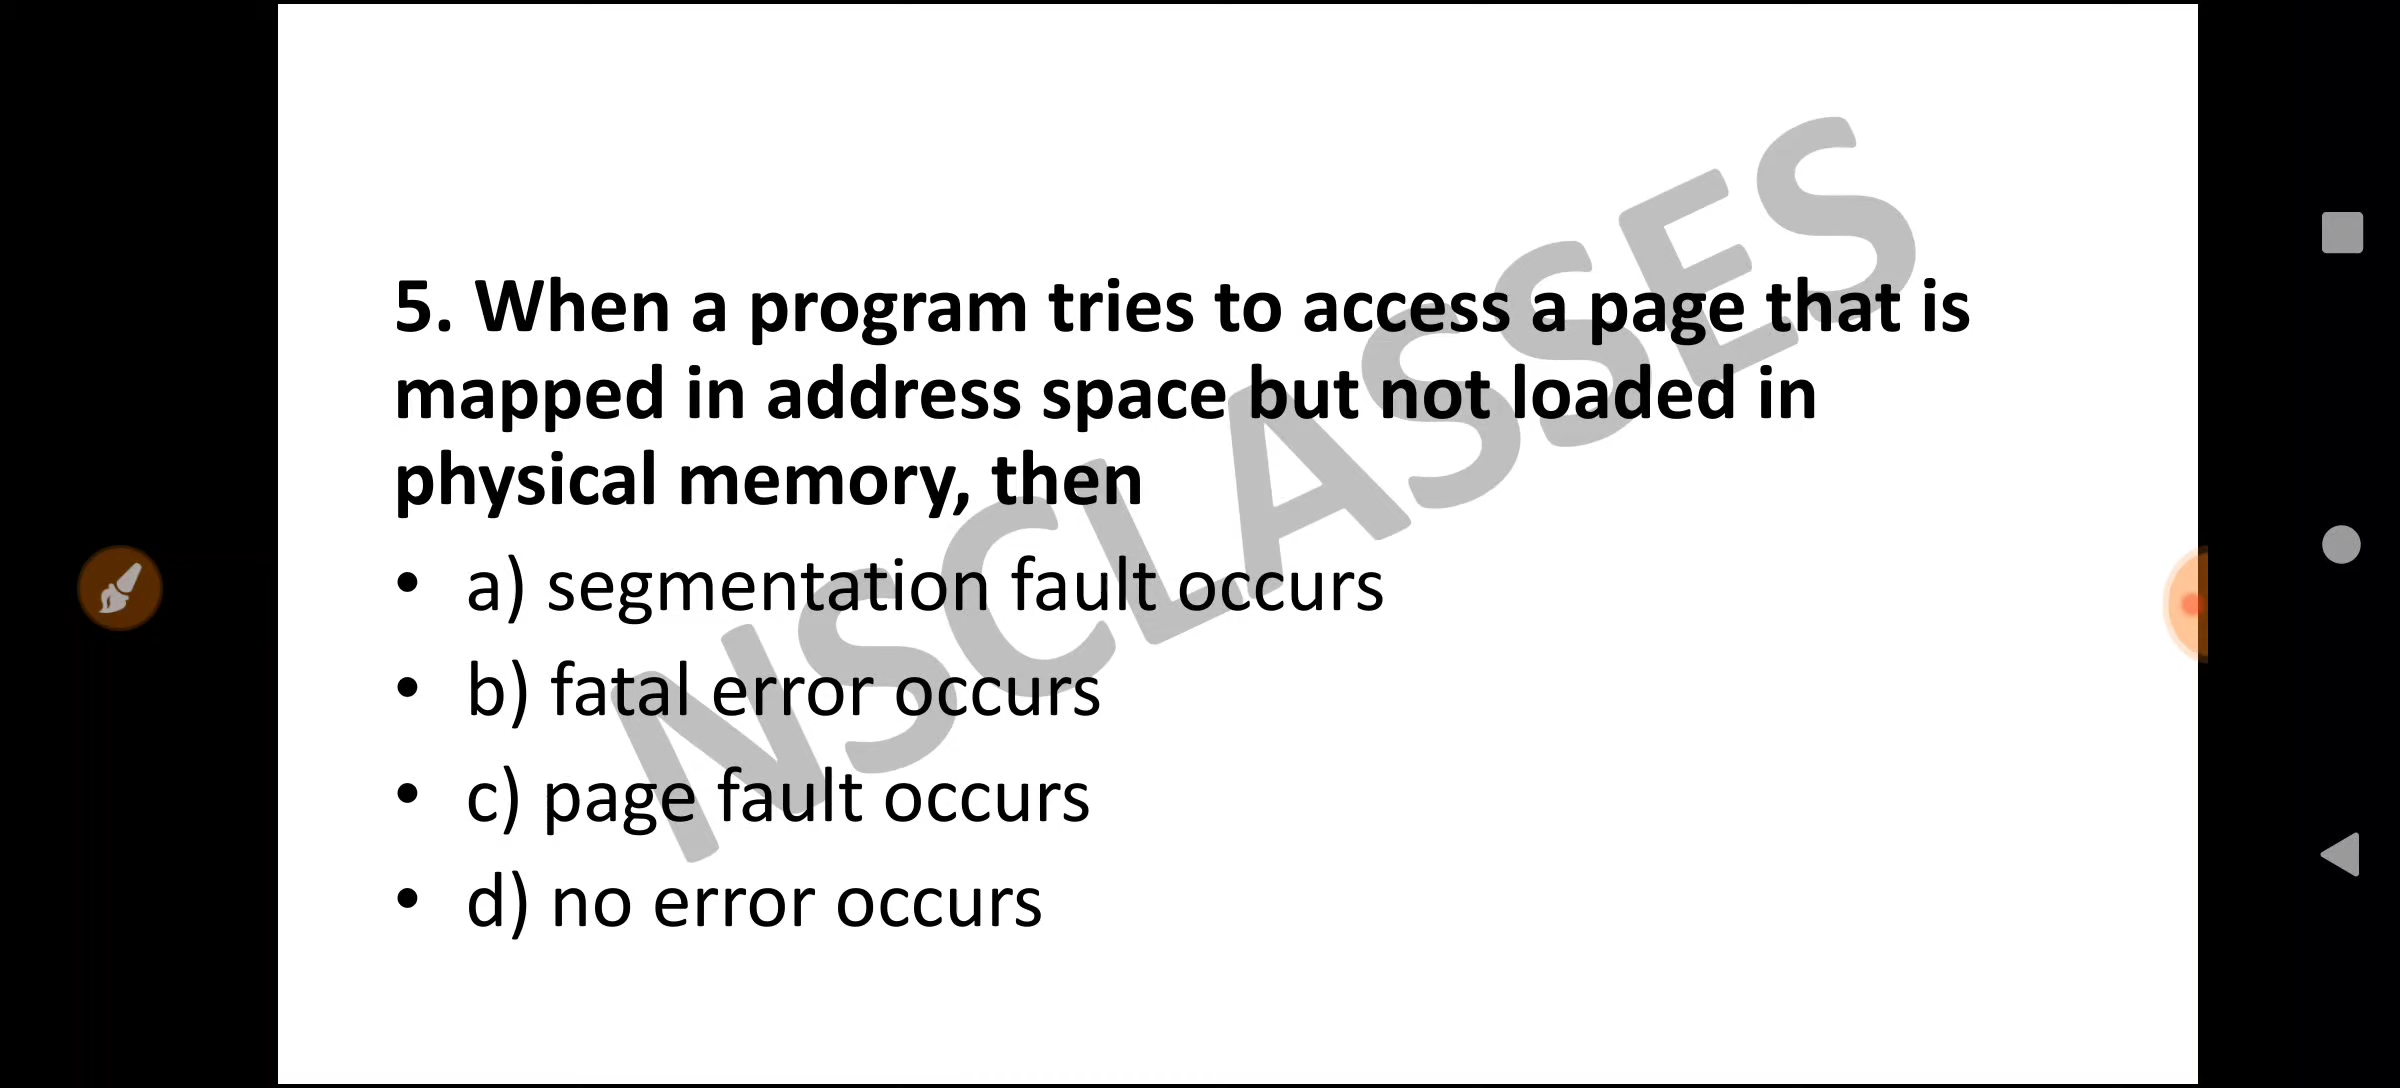 5. When a program tries to access a page that is
mapped in address space but not loaded in
physical memory, then
• a) segmentation fault occurs
• b) fatal error occurs
• c) page fault occurs
• d) no error occurs
NSCLASSES